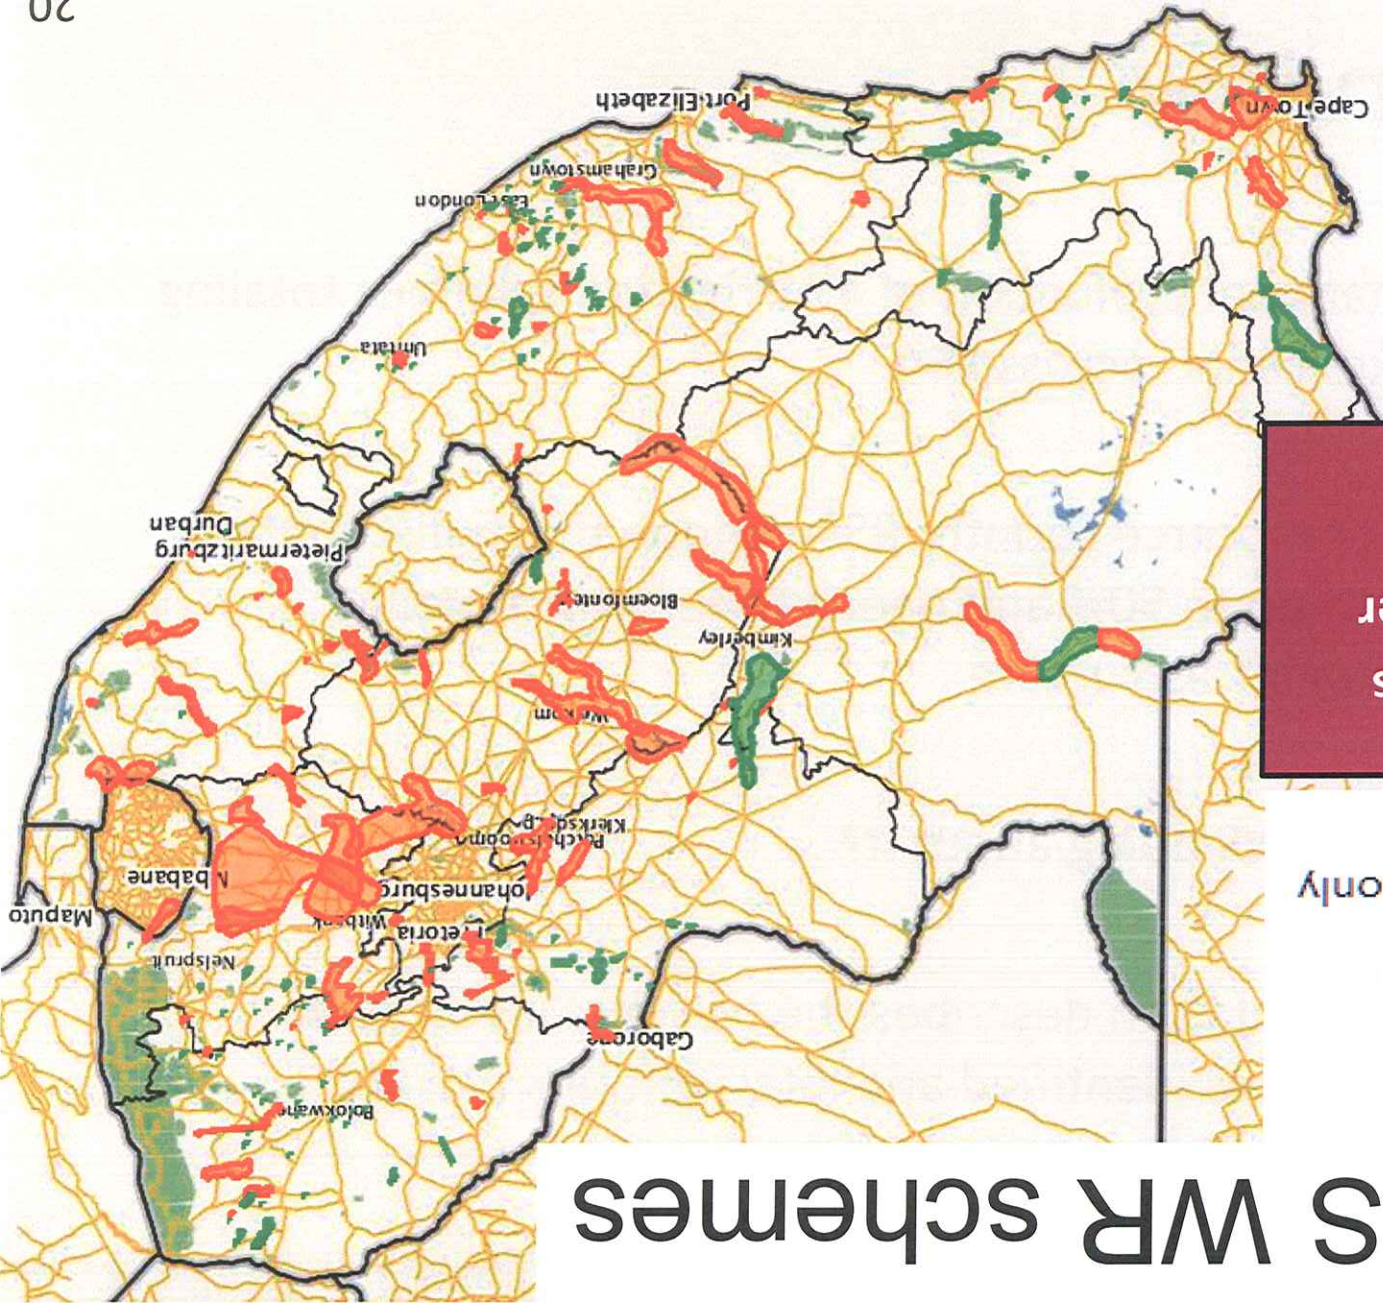 S WR schemes
Polokwane
Gaborone
Nelspruit
Pretoria
Witbank
Maputo
only
Johannesburg
Mbabane
Klerksdorp
Welkom
s
Kimberley
er
Bloemfontein
Pietermaritzburg
Durban
Umtata
East London
Grahamstown
Port Elizabeth
Cape Town
20